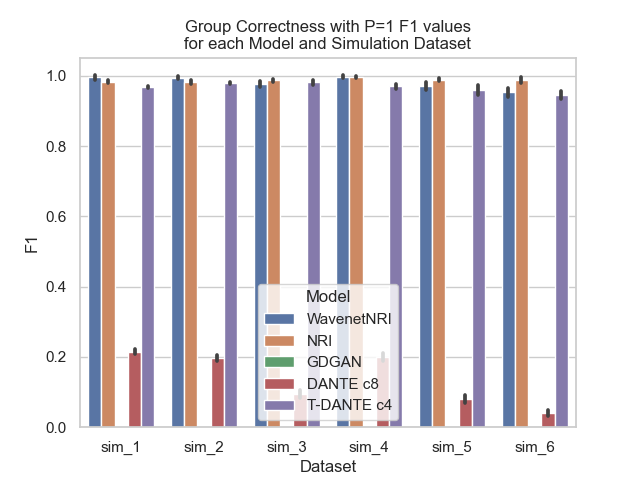 Group Correctness with P=1 F1 values
for each Model and Simulation Dataset
1.0
0.8
0.6
0.4
0.2
0.0
F1
Model
WavenetNRI
NRI
GDGAN
DANTE c8
T-DANTE c4
sim_1 sim_2 sim_3 sim_4 sim_5 sim_6
Dataset